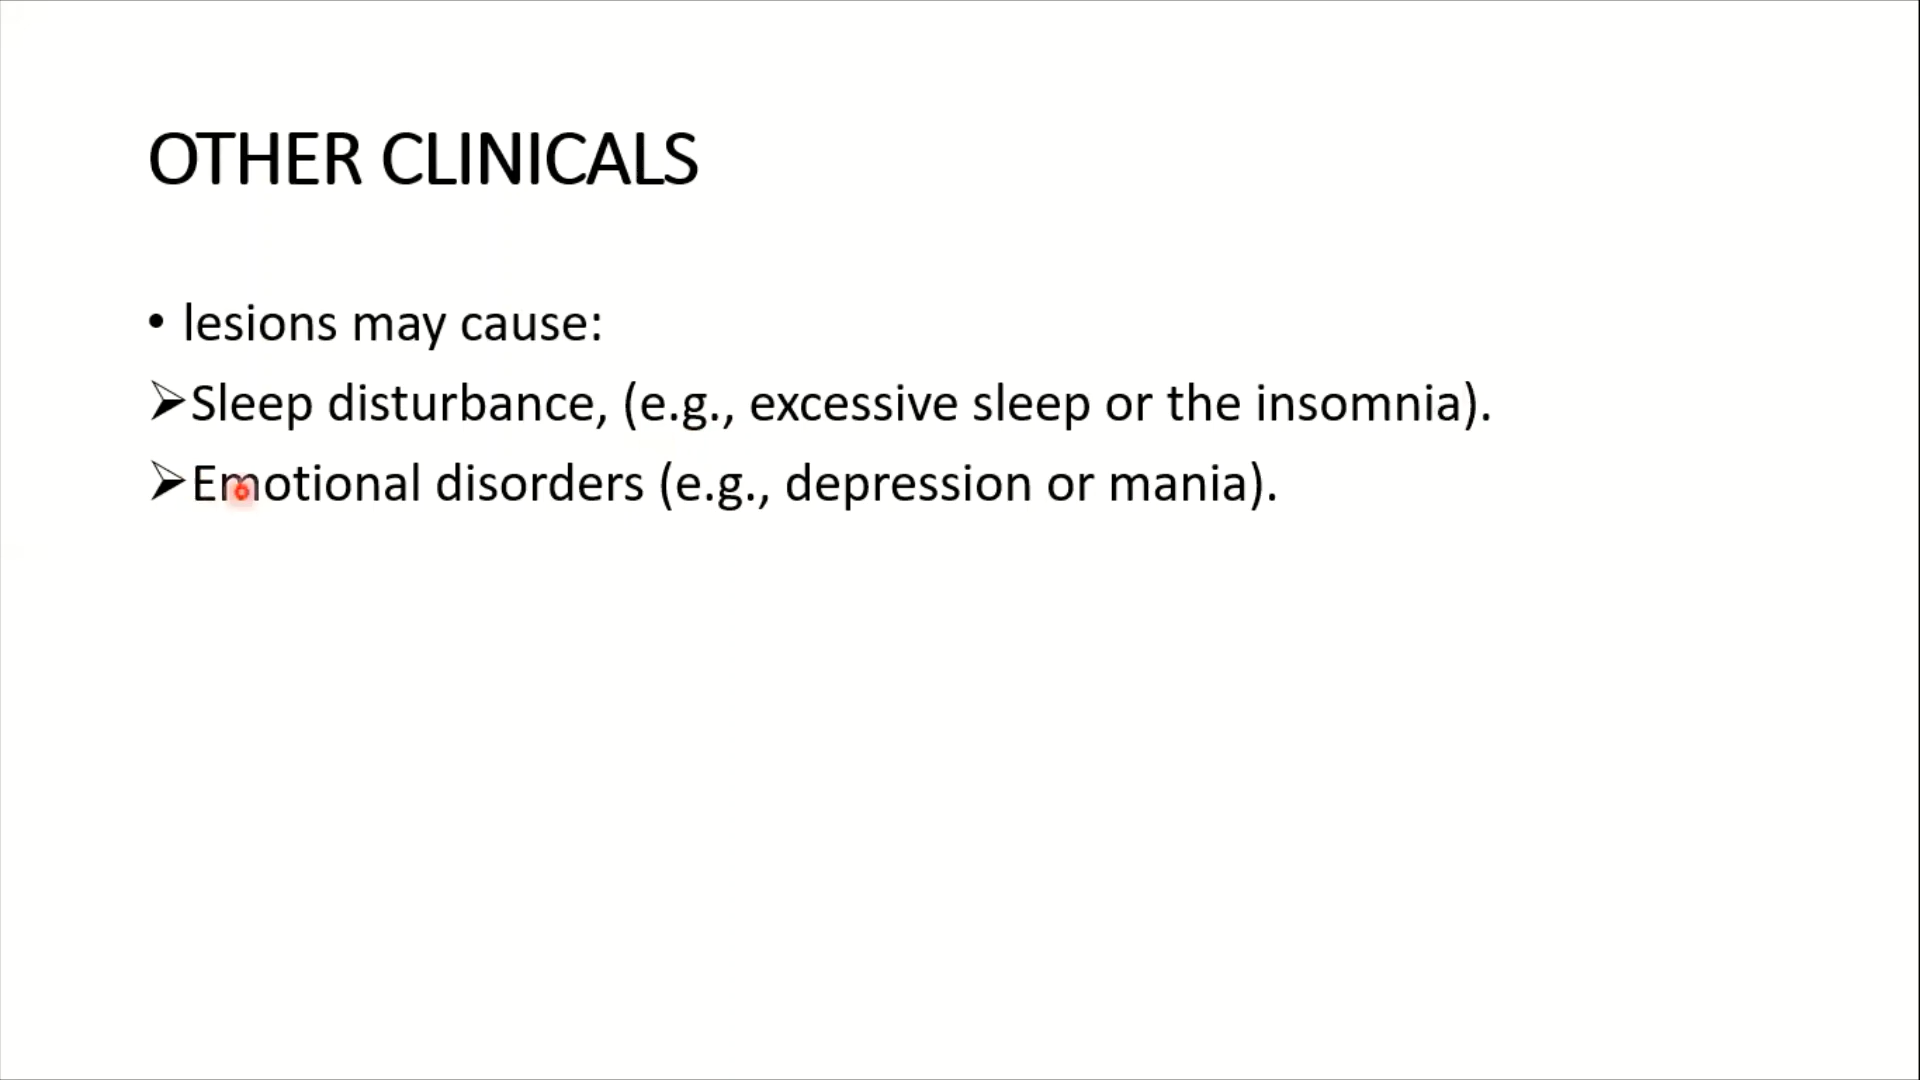 OTHER CLINICALS
• lesions may cause:
➢Sleep disturbance, (e.g., excessive sleep or the insomnia).
➢Emotional disorders (e.g., depression or mania).